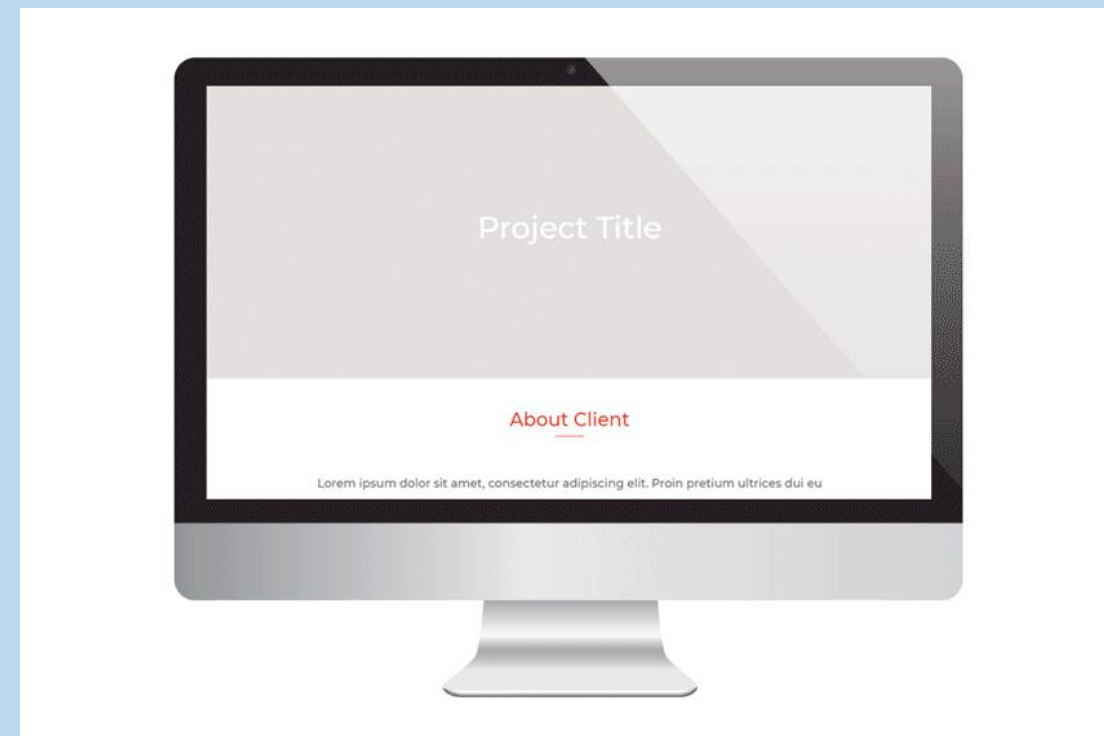 Project Title
About Client
Lorem ipsum dolor sit amet, consectetur adipiscing elit. Proin pretium ultrices dui eu